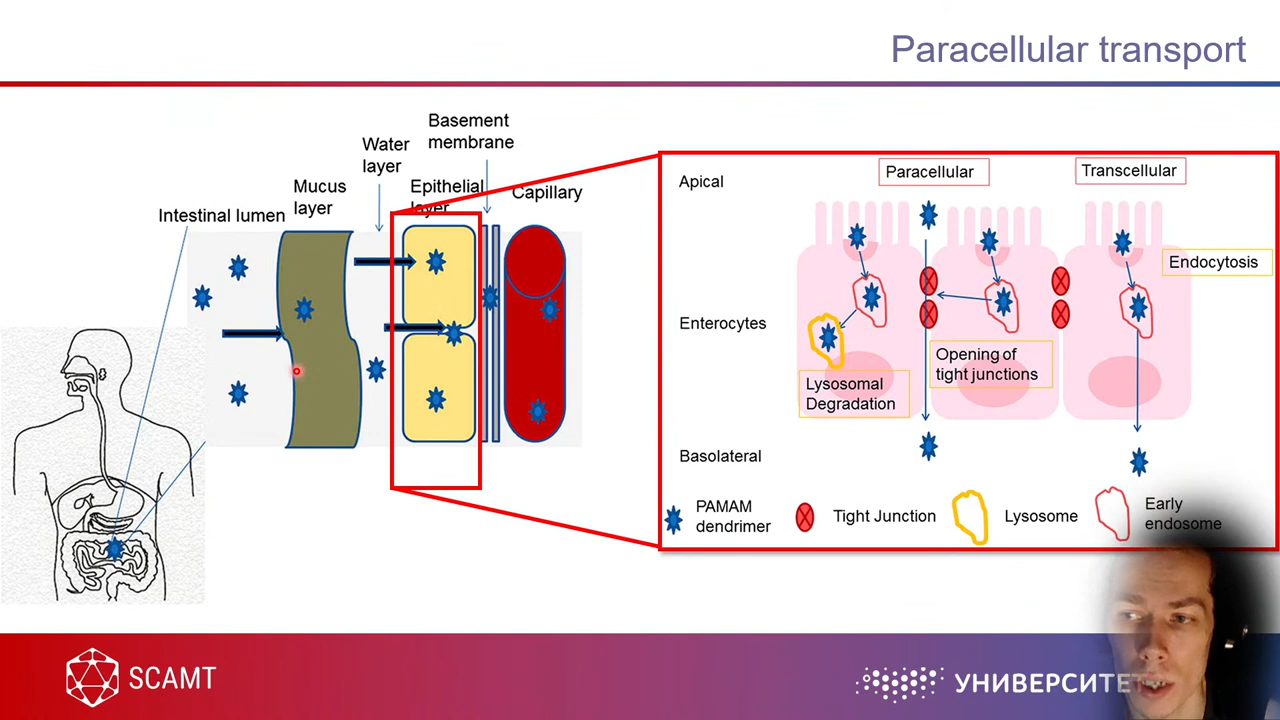 Paracellular transport
Basement
membrane
Water
layer
Mucus
layer
Epithelial
layer
Capillary
Intestinal lumen
Apical
Paracellular
Transcellular
Endocytosis
Enterocytes
Opening of
tight junctions
Lysosomal
Degradation
Basolateral
PAMAM
dendrimer
Tight Junction
Lysosome
Early
endosome
SCAMT
УНИВЕРСИТЕТ